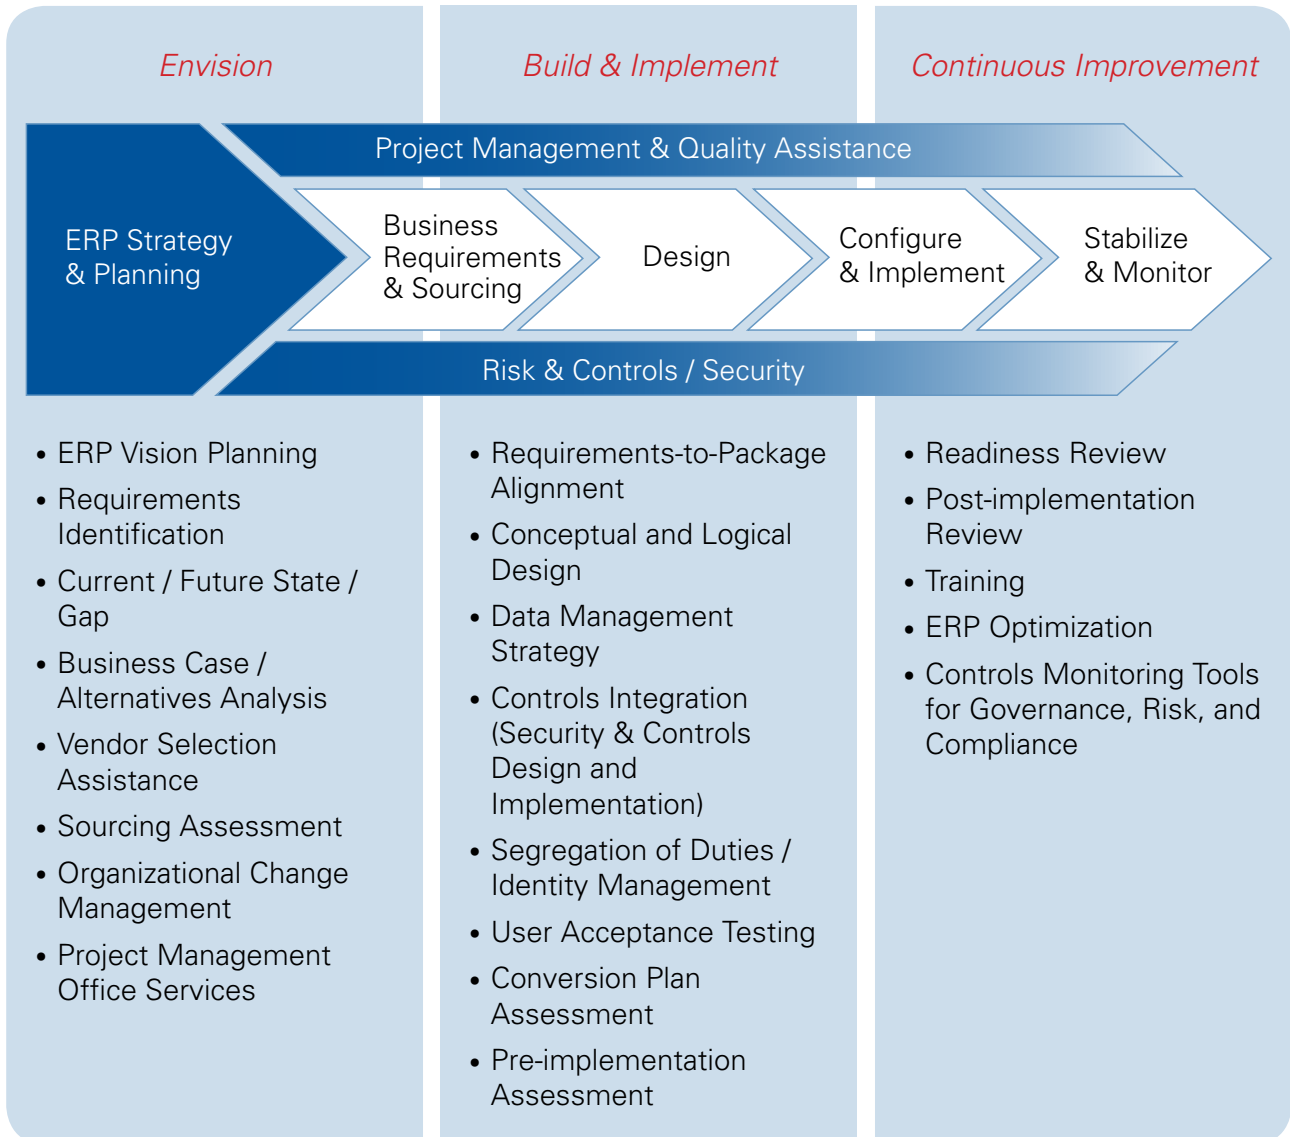 Envision
Build & Implement
Continuous Improvement
Project Management & Quality Assistance
ERP Strategy
& Planning
Business
Requirements
& Sourcing
Design
Configure
& Implement
Stabilize
& Monitor
Risk & Controls / Security
• ERP Vision Planning
• Requirements
Identification
• Current / Future State /
Gap
• Business Case /
Alternatives Analysis
• Vendor Selection
Assistance
• Sourcing Assessment
• Organizational Change
Management
• Project Management
Office Services
• Requirements-to-Package
Alignment
• Conceptual and Logical
Design
• Data Management
Strategy
• Controls Integration
(Security & Controls
Design and
Implementation)
• Segregation of Duties /
Identity Management
• User Acceptance Testing
• Conversion Plan
Assessment
• Pre-implementation
Assessment
• Readiness Review
• Post-implementation
Review
• Training
• ERP Optimization
• Controls Monitoring Tools
for Governance, Risk, and
Compliance